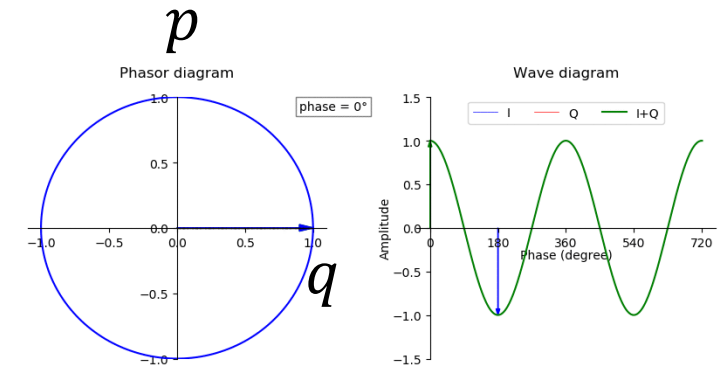 p
Phasor diagram
phase = 0°
1.0
0.5
0.0
−0.5
−1.0
−1.0 −0.5 0.0 0.5 1.0
q
Wave diagram
I Q I+Q
Amplitude
1.5
1.0
0.5
0.0
−0.5
−1.0
−1.5
0 180 360 540 720
Phase (degree)